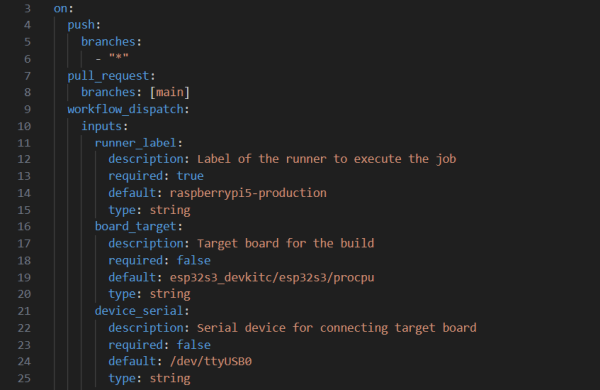 3 on:
4 push:
5 branches:
6 - "*"
7 pull_request:
8 branches: [main]
9 workflow_dispatch:
10 inputs:
11 runner_label:
12 description: Label of the runner to execute the job
13 required: true
14 default: raspberrypi5-production
15 type: string
16 board_target:
17 description: Target board for the build
18 required: false
19 default: esp32s3_devkitc/esp32s3/procpu
20 type: string
21 device_serial:
22 description: Serial device for connecting target board
23 required: false
24 default: /dev/ttyUSB0
25 type: string